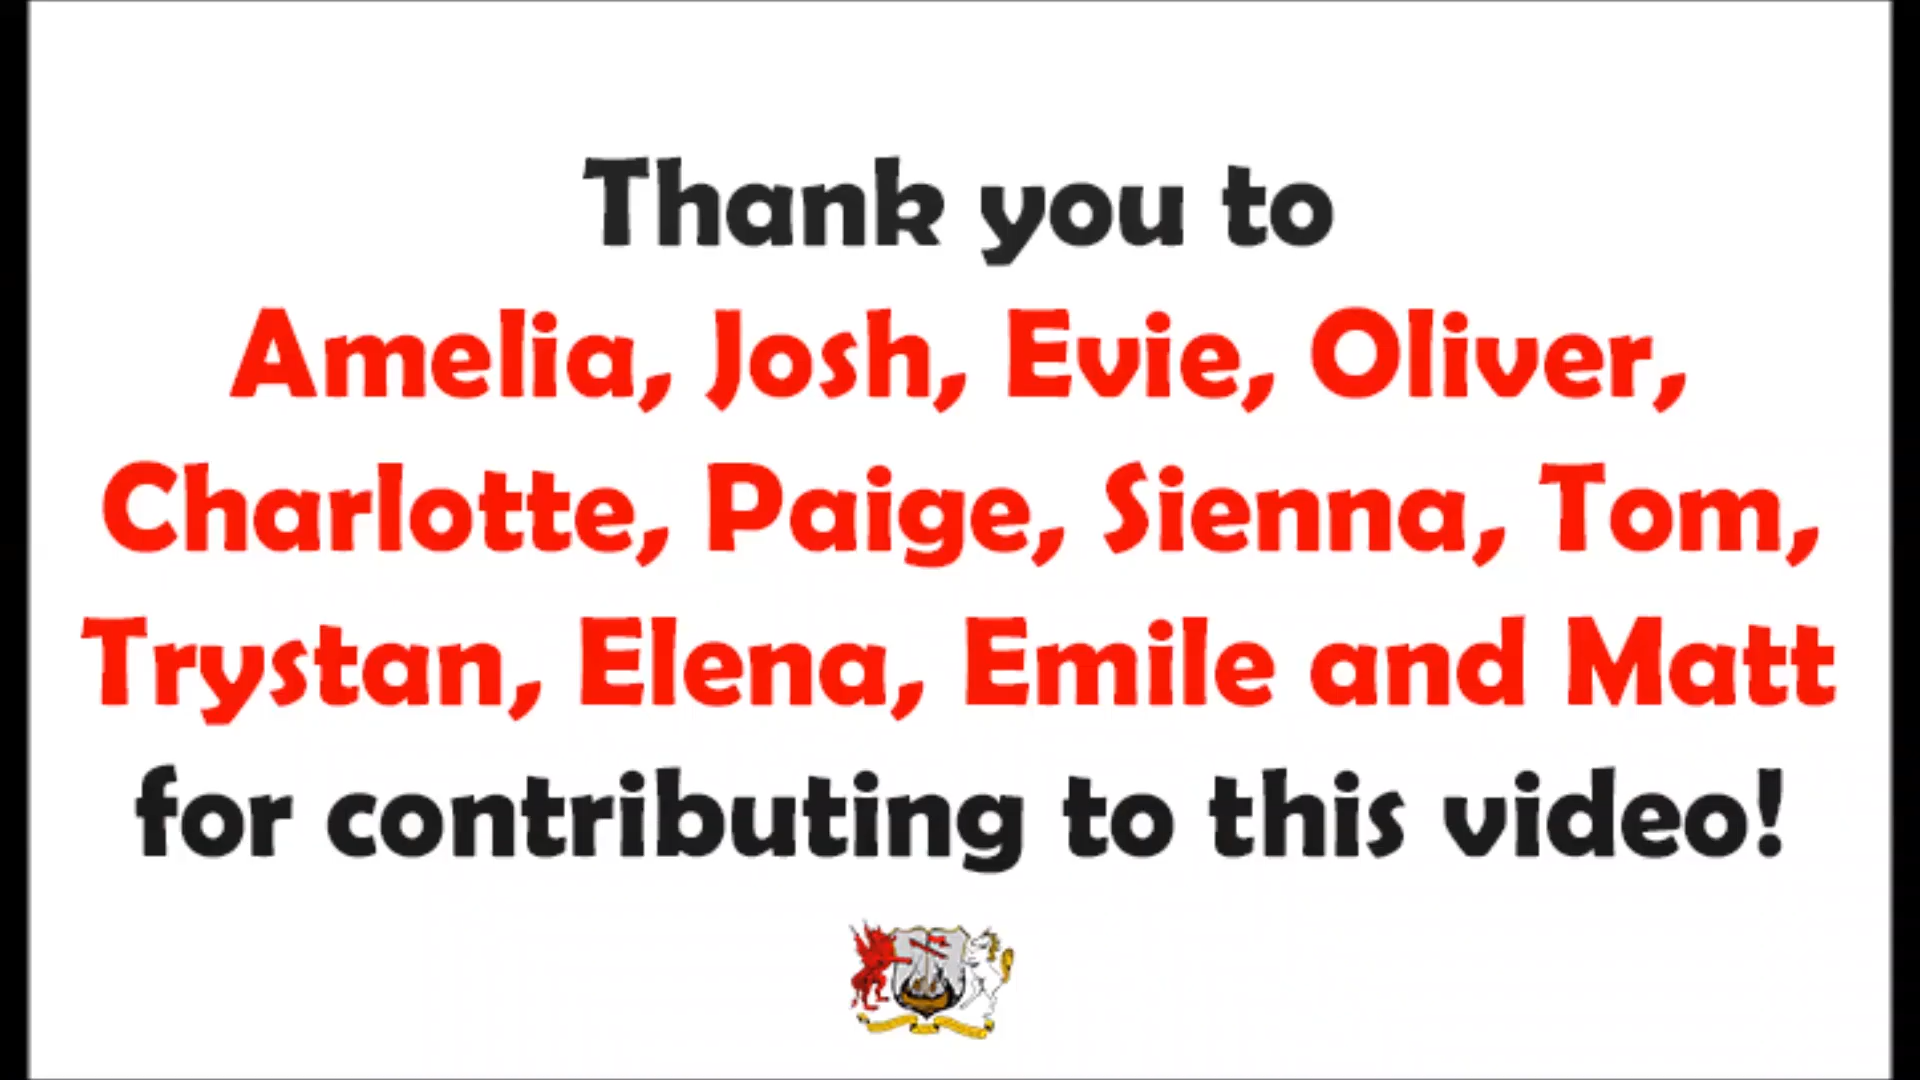 Thank you to
Amelia, Josh, Evie, Oliver,
Charlotte, Paige, Sienna, Tom,
Trystan, Elena, Emile and Matt
for contributing to this video!